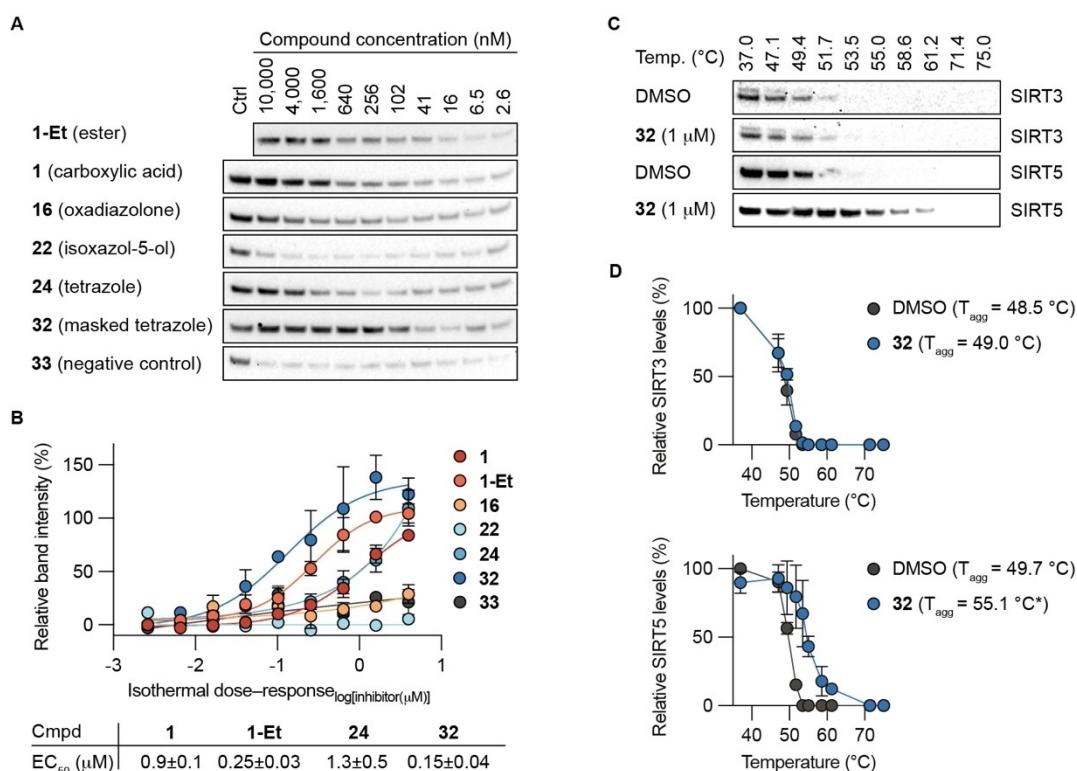 A
Compound concentration (nM)
Ctrl 10,000 4,000 1,600 640 256 102 41 16 6.5 2.6
1-Et (ester)
1 (carboxylic acid)
16 (oxadiazolone)
22 (isoxazol-5-ol)
24 (tetrazole)
32 (masked tetrazole)
33 (negative control)
B
Relative band intensity (%)
150
100
50
0
-3 -2 -1 0 1
Isothermal dose–response log[inhibitor(μM)]
1
1-Et
16
22
24
32
33
Cmpd 1 1-Et 24 32
EC50 (μM) 0.9±0.1 0.25±0.03 1.3±0.5 0.15±0.04
C
Temp. (°C) 37.0 47.1 49.4 51.7 53.5 55.0 58.6 61.2 71.4 75.0
DMSO SIRT3
32 (1 μM) SIRT3
DMSO SIRT5
32 (1 μM) SIRT5
D
Relative SIRT3 levels (%)
100
50
0
40 50 60 70
Temperature (°C)
DMSO (Tagg = 48.5 °C)
32 (Tagg = 49.0 °C)
Relative SIRT5 levels (%)
100
50
0
40 50 60 70
Temperature (°C)
DMSO (Tagg = 49.7 °C)
32 (Tagg = 55.1 °C*)